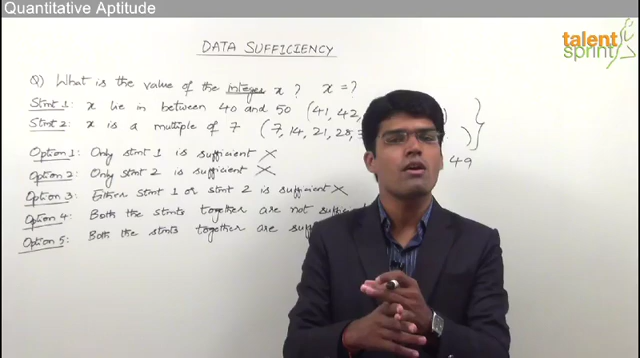 Quantitative Aptitude
talent
sprint
DATA SUFFICIENCY
Q) What is the value of the integer x ? x = ?
Stmt 1: x lie in between 40 and 50 (41, 42,
Stmt 2: x is a multiple of 7 (7, 14, 21, 28,
49
Option 1: Only stmt 1 is sufficient ✗
Option 2: Only stmt 2 is sufficient ✗
Option 3: Either stmt 1 or stmt 2 is sufficient ✗
Option 4: Both the stmts together are not
Option 5: Both the stmts together are